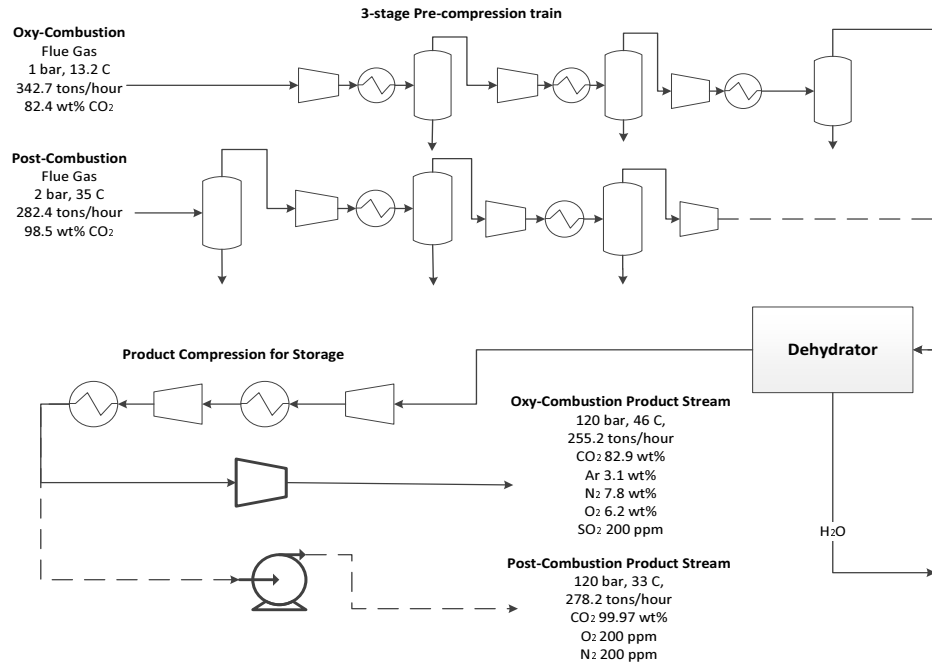 3-stage Pre-compression train
Oxy-Combustion
Flue Gas
1 bar, 13.2 C
342.7 tons/hour
82.4 wt% CO₂
Post-Combustion
Flue Gas
2 bar, 35 C
282.4 tons/hour
98.5 wt% CO₂
Dehydrator
Product Compression for Storage
Oxy-Combustion Product Stream
120 bar, 46 C,
255.2 tons/hour
CO₂ 82.9 wt%
Ar 3.1 wt%
N₂ 7.8 wt%
O₂ 6.2 wt%
SO₂ 200 ppm
H₂O
Post-Combustion Product Stream
120 bar, 33 C,
278.2 tons/hour
CO₂ 99.97 wt%
O₂ 200 ppm
N₂ 200 ppm